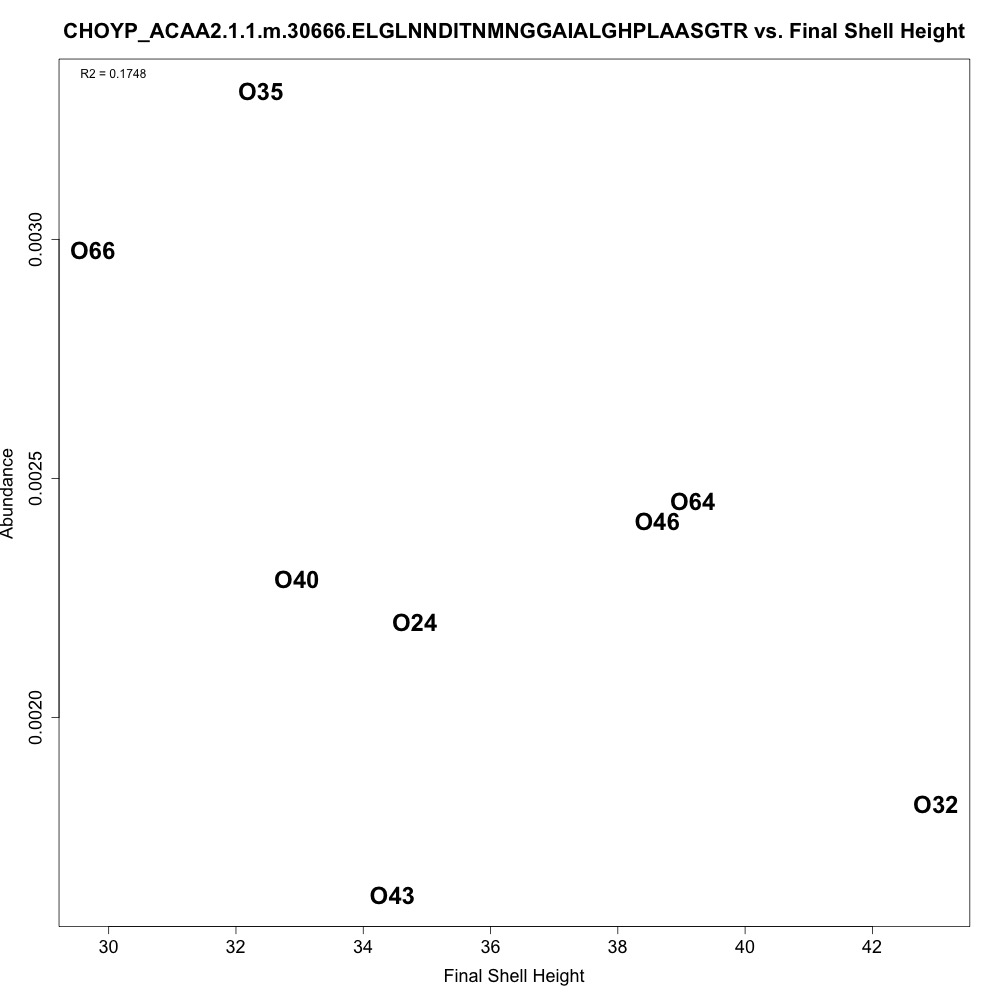 CHOYP_ACAA2.1.1.m.30666.ELGLNNDITNMNGGAIALGHPLAASGTR vs. Final Shell Height
R2 = 0.1748
O35
O66
O64
O46
O40
O24
O32
O43
Abundance
0.0030
0.0025
0.0020
30 32 34 36 38 40 42
Final Shell Height